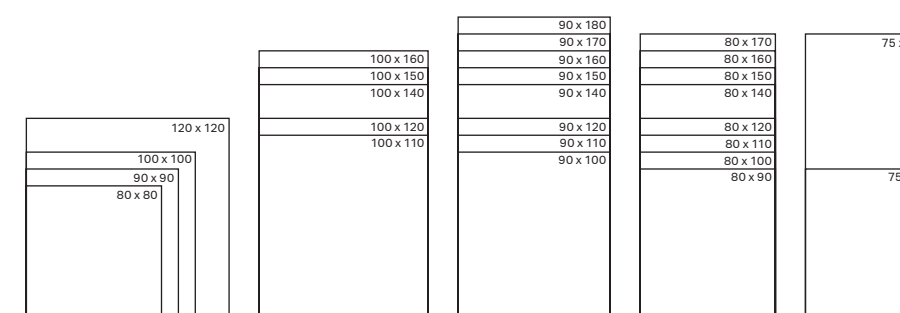 120 x 120
100 x 100
90 x 90
80 x 80
100 x 160
100 x 150
100 x 140
100 x 120
100 x 110
90 x 180
90 x 170
90 x 160
90 x 150
90 x 140
90 x 120
90 x 110
90 x 100
80 x 170
80 x 160
80 x 150
80 x 140
80 x 120
80 x 110
80 x 100
80 x 90
75
75